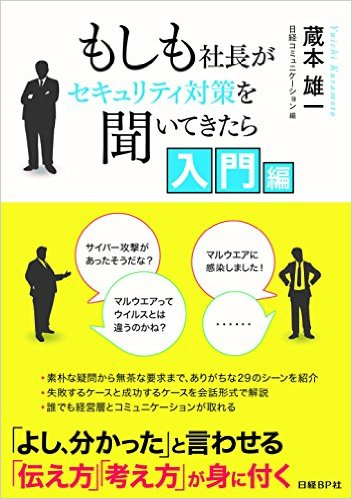 もしも社長が
セキュリティ対策を
聞いてきたら
入門編
Yuichi Kuramoto
蔵本 雄一
日経コミュニケーション 編
サイバー攻撃が
あったそうだな?
マルウエアに
感染しました!
マルウエアって
ウイルスとは
違うのかね?
……
・素朴な疑問から無茶な要求まで、ありがちな29のシーンを紹介
・失敗するケースと成功するケースを会話形式で解説
・誰でも経営層とコミュニケーションが取れる
「よし、分かった」と言わせる
「伝え方」「考え方」が身に付く
日経BP社